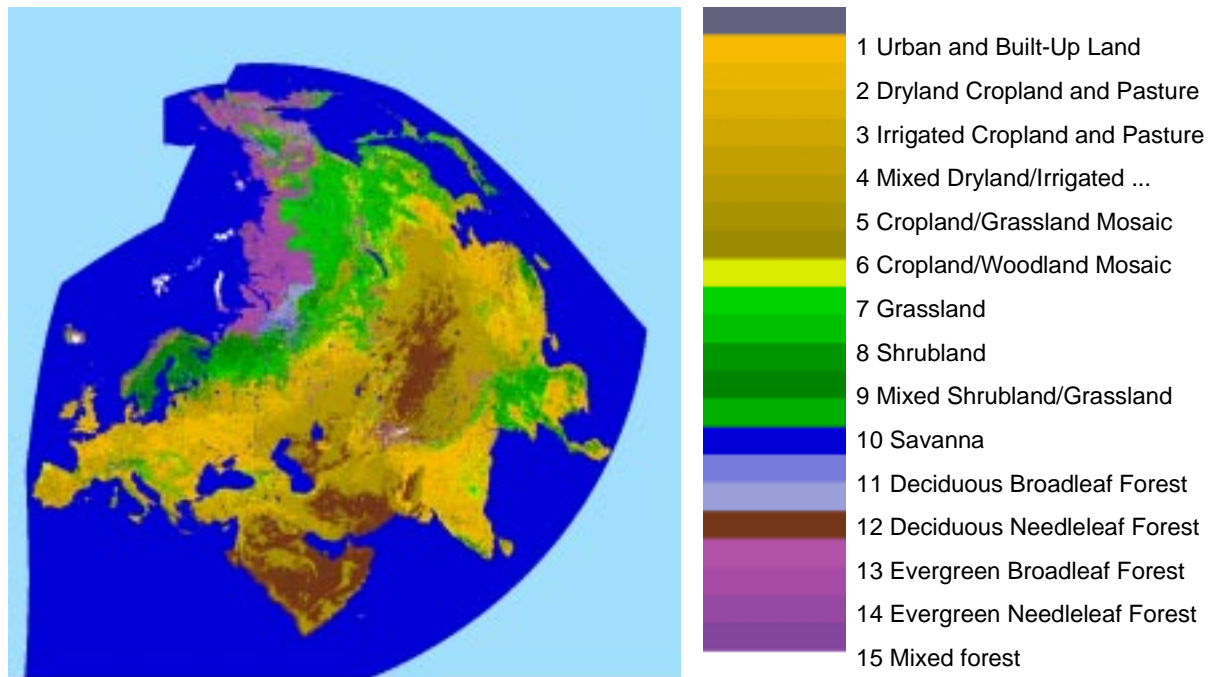 1 Urban and Built-Up Land
2 Dryland Cropland and Pasture
3 Irrigated Cropland and Pasture
4 Mixed Dryland/Irrigated ...
5 Cropland/Grassland Mosaic
6 Cropland/Woodland Mosaic
7 Grassland
8 Shrubland
9 Mixed Shrubland/Grassland
10 Savanna
11 Deciduous Broadleaf Forest
12 Deciduous Needleleaf Forest
13 Evergreen Broadleaf Forest
14 Evergreen Needleleaf Forest
15 Mixed forest